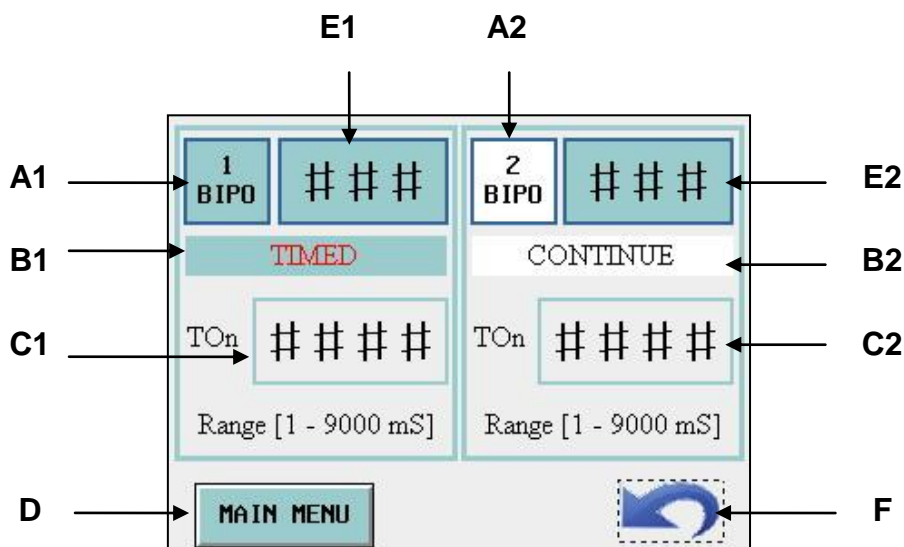 E1 A2
A1 1 BIPO ### 2 BIPO ### E2
B1 TIMED CONTINUE B2
C1 TOn #### TOn #### C2
Range [1 - 9000 mS] Range [1 - 9000 mS]
D MAIN MENU F